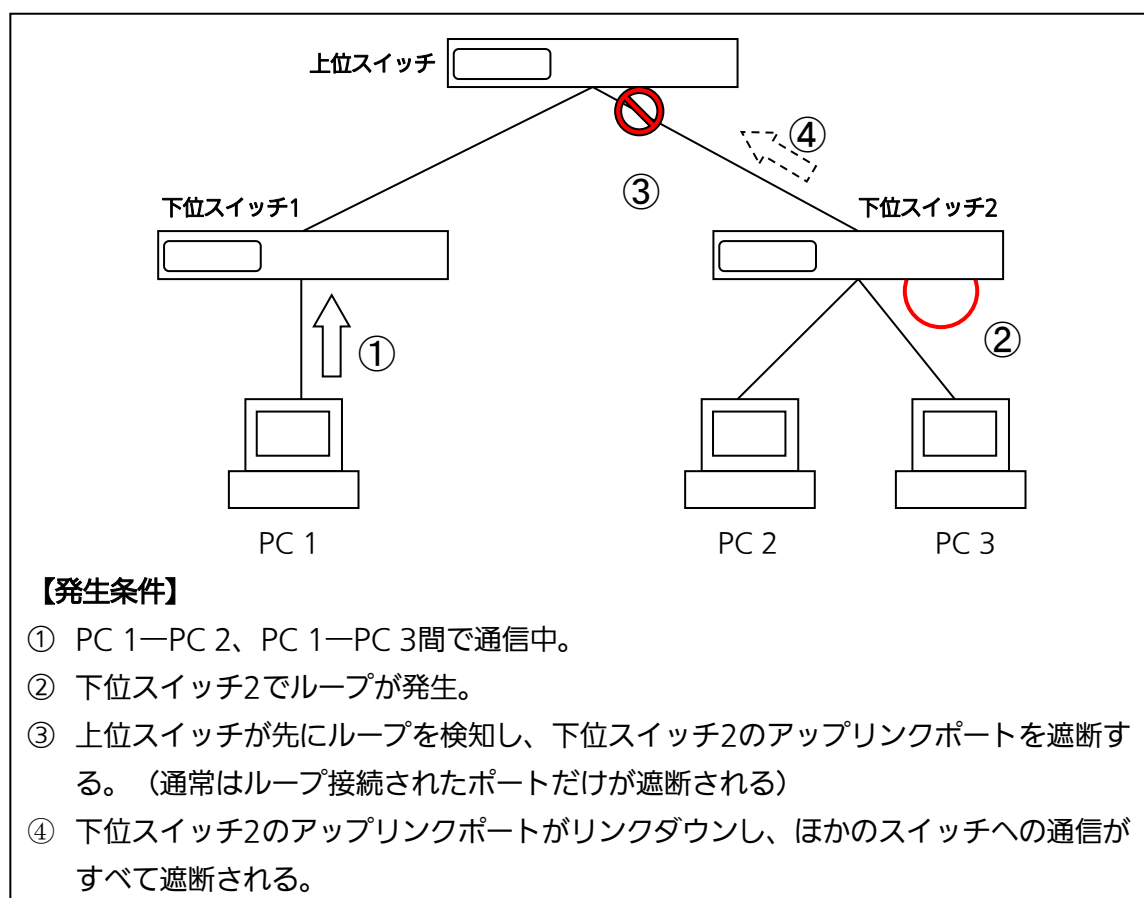 上位スイッチ
④
③
下位スイッチ1
下位スイッチ2
①
②
PC 1
PC 2
PC 3
【発生条件】
① PC 1―PC 2、PC 1―PC 3間で通信中。
② 下位スイッチ2でループが発生。
③ 上位スイッチが先にループを検知し、下位スイッチ2のアップリンクポートを遮断す
る。（通常はループ接続されたポートだけが遮断される）
④ 下位スイッチ2のアップリンクポートがリンクダウンし、ほかのスイッチへの通信が
すべて遮断される。